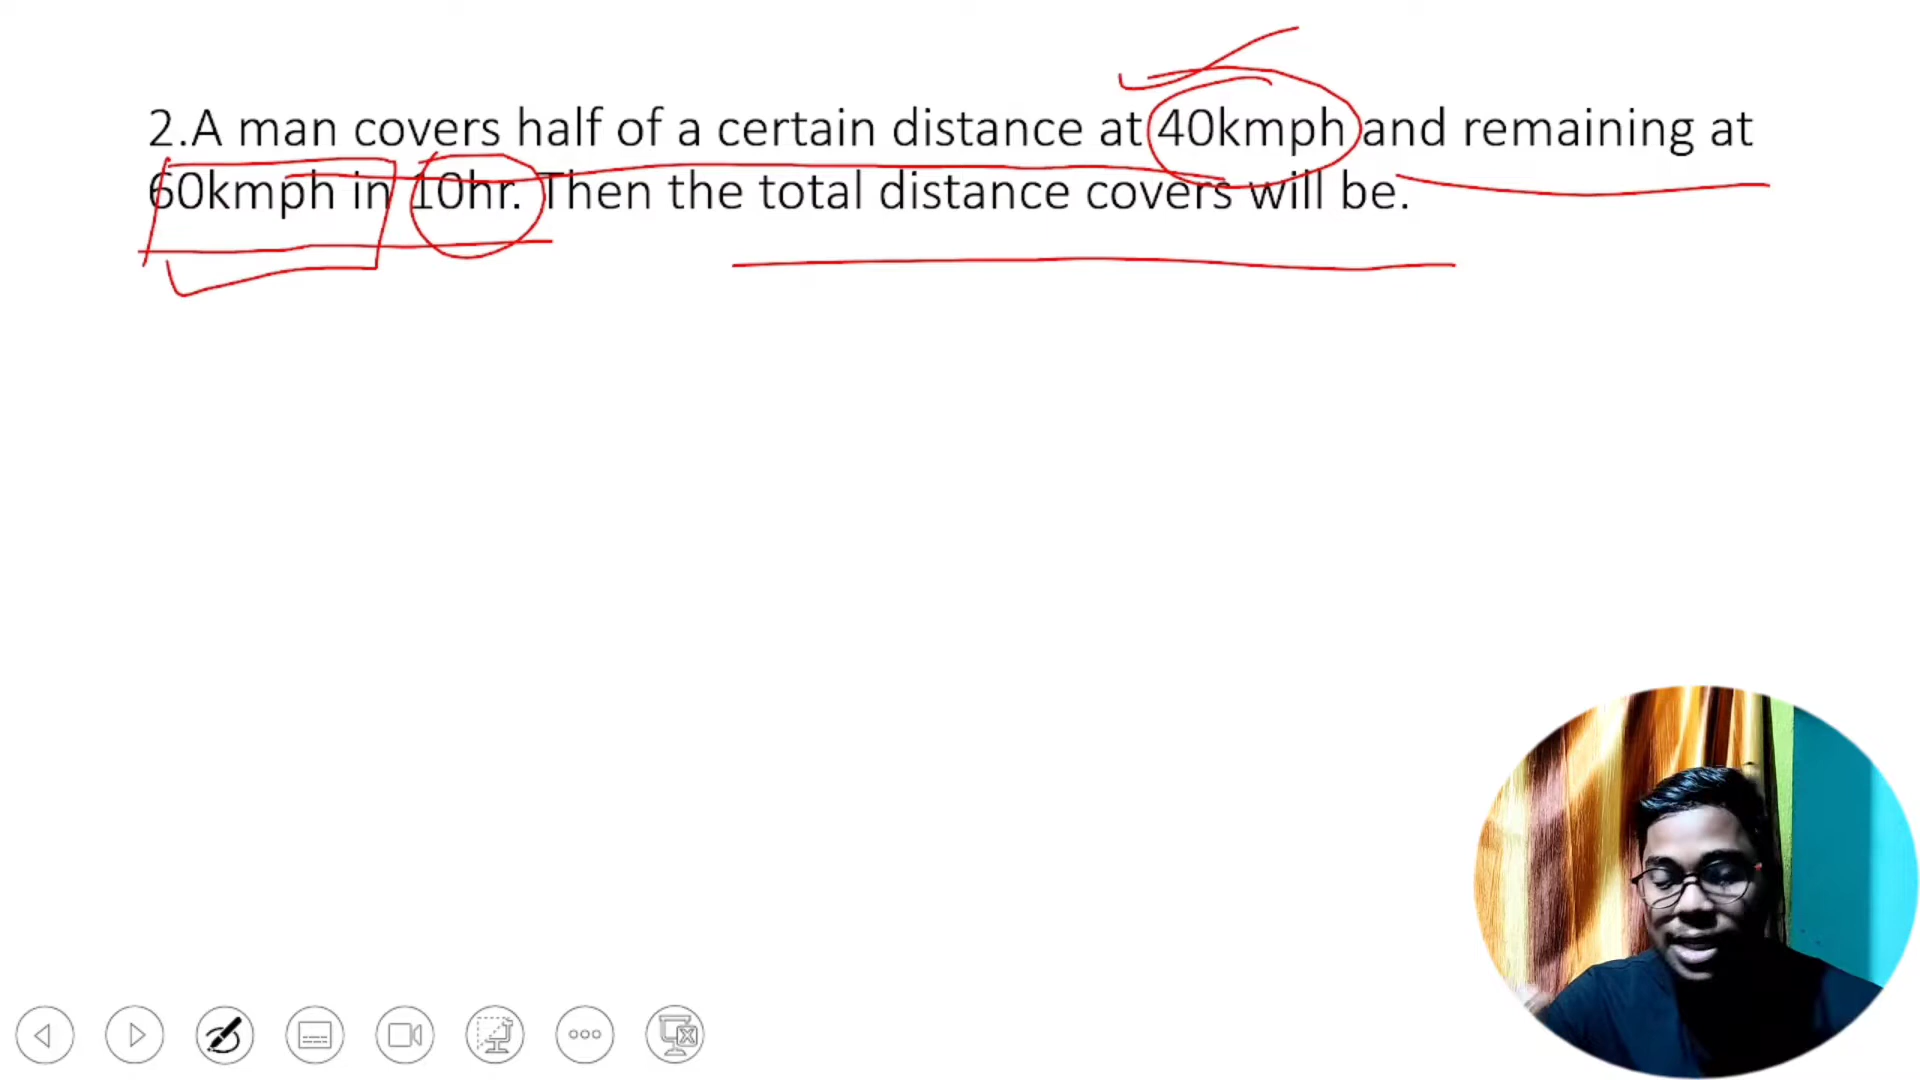 2.A man covers half of a certain distance at 40kmph and remaining at
60kmph in 10hr. Then the total distance covers will be.